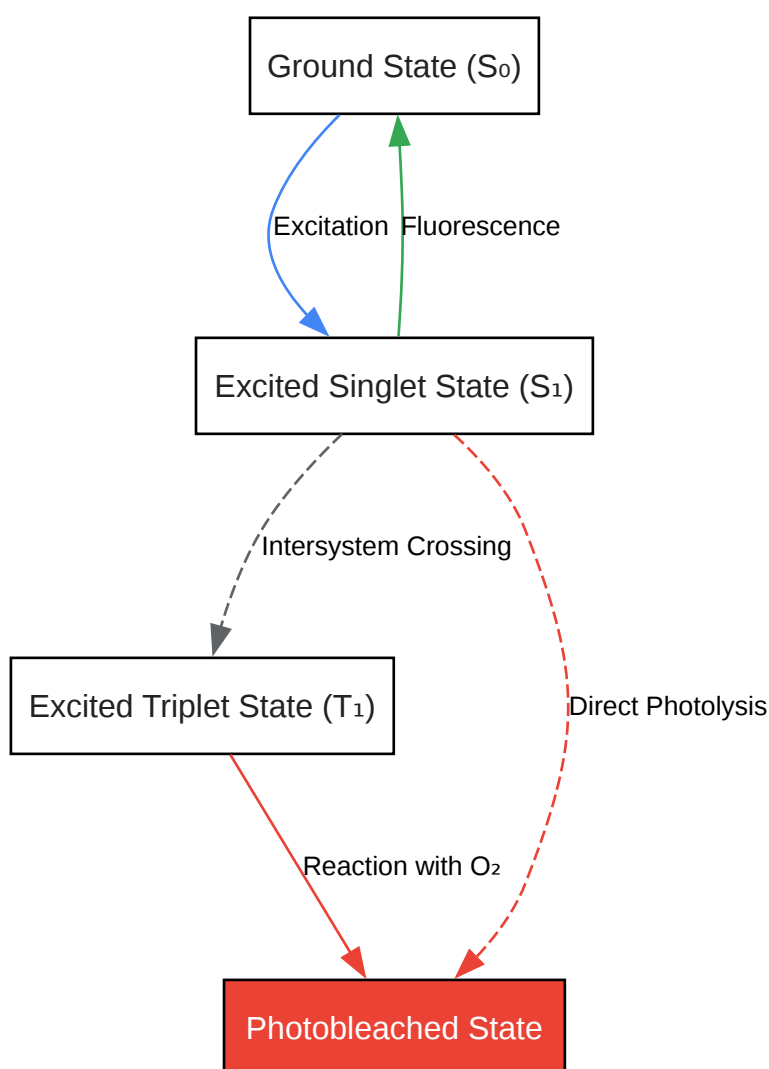 Ground State (S₀)
Excitation
Fluorescence
Excited Singlet State (S₁)
Intersystem Crossing
Excited Triplet State (T₁)
Direct Photolysis
Reaction with O₂
Photobleached State